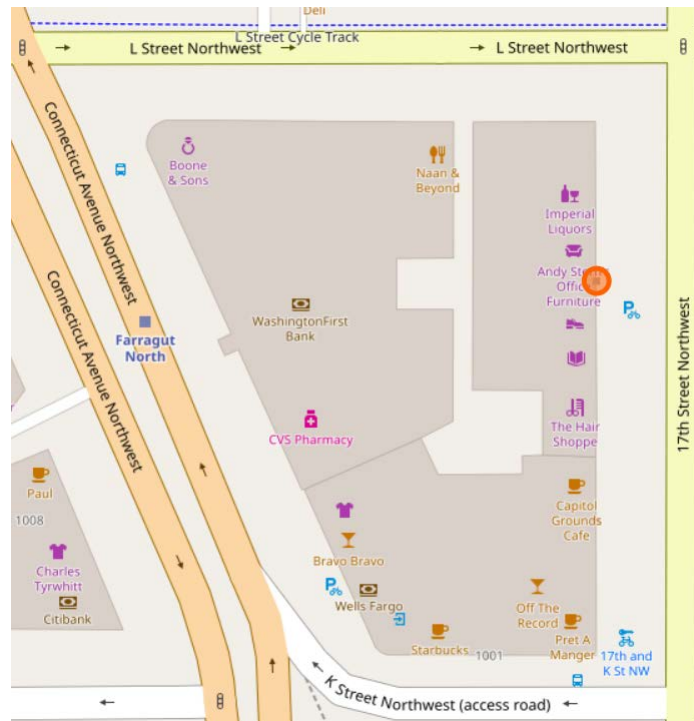 Deli
L Street Cycle Track
L Street Northwest
L Street Northwest
Connecticut Avenue Northwest
Connecticut Avenue Northwest
17th Street Northwest
Boone
& Sons
Naan &
Beyond
Imperial
Liquors
Office
Furniture
WashingtonFirst
Bank
Farragut
North
CVS Pharmacy
The Hair
Shoppe
Paul
1008
Charles
Tyrwhitt
Citibank
Capitol
Grounds
Cafe
Bravo Bravo
Wells Fargo
Off The
Record
Starbucks
1001
Pret A
Manger
17th and
K St NW
K Street Northwest (access road)